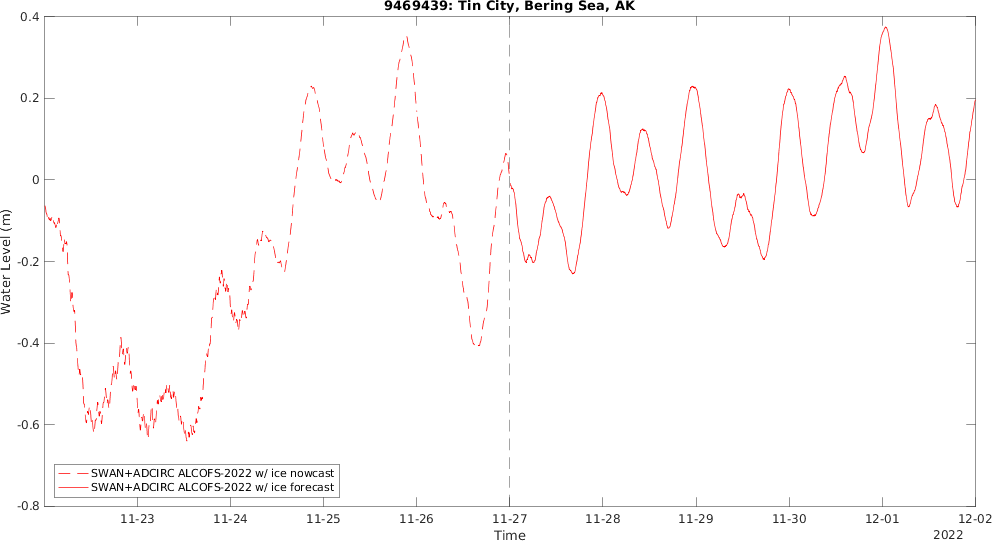 9469439: Tin City, Bering Sea, AK
0.4
0.2
0
-0.2
-0.4
-0.6
-0.8
Water Level (m)
SWAN+ADCIRC ALCOFS-2022 w/ ice nowcast
SWAN+ADCIRC ALCOFS-2022 w/ ice forecast
11-23 11-24 11-25 11-26 11-27 11-28 11-29 11-30 12-01 12-02
Time
2022